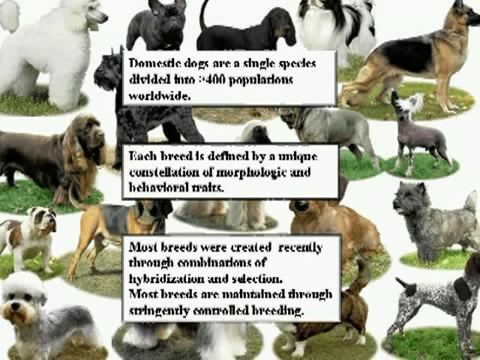 Domestic dogs are a single species
divided into >400 populations
worldwide.
Each breed is defined by a unique
constellation of morphologic and
behavioral traits.
Most breeds were created recently
through combinations of
hybridization and selection.
Most breeds are maintained through
stringently controlled breeding.